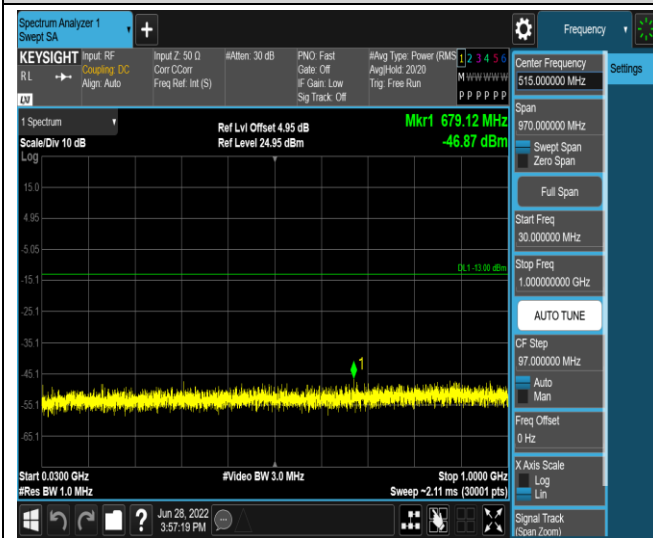 Spectrum Analyzer 1
Swept SA
+
Frequency
KEYSIGHT
RL
LXI
Input: RF
Coupling: DC
Align: Auto
Input Z: 50 Ω
Corr CCorr
Freq Ref: Int (S)
#Atten: 30 dB
PNO: Fast
Gate: Off
IF Gain: Low
Sig Track: Off
#Avg Type: Power (RMS
Avg|Hold: 20/20
Trig: Free Run
1 2 3 4 5 6
M W W W W W
P P P P P P
1 Spectrum
Scale/Div 10 dB
Log
Ref Lvl Offset 4.95 dB
Ref Level 24.95 dBm
Mkr1 679.12 MHz
-46.87 dBm
15.0
4.95
-5.05
DL1 -13.00 dBm
-15.1
-25.1
-35.1
1
-45.1
-55.1
-65.1
Start 0.0300 GHz
#Res BW 1.0 MHz
#Video BW 3.0 MHz
Stop 1.0000 GHz
Sweep ~2.11 ms (30001 pts)
?
Jun 28, 2022
3:57:19 PM
Center Frequency
515.000000 MHz
Span
970.000000 MHz
Swept Span
Zero Span
Full Span
Start Freq
30.000000 MHz
Stop Freq
1.000000000 GHz
AUTO TUNE
CF Step
97.000000 MHz
Auto
Man
Freq Offset
0 Hz
X Axis Scale
Log
Lin
Signal Track
(Span Zoom)
Settings